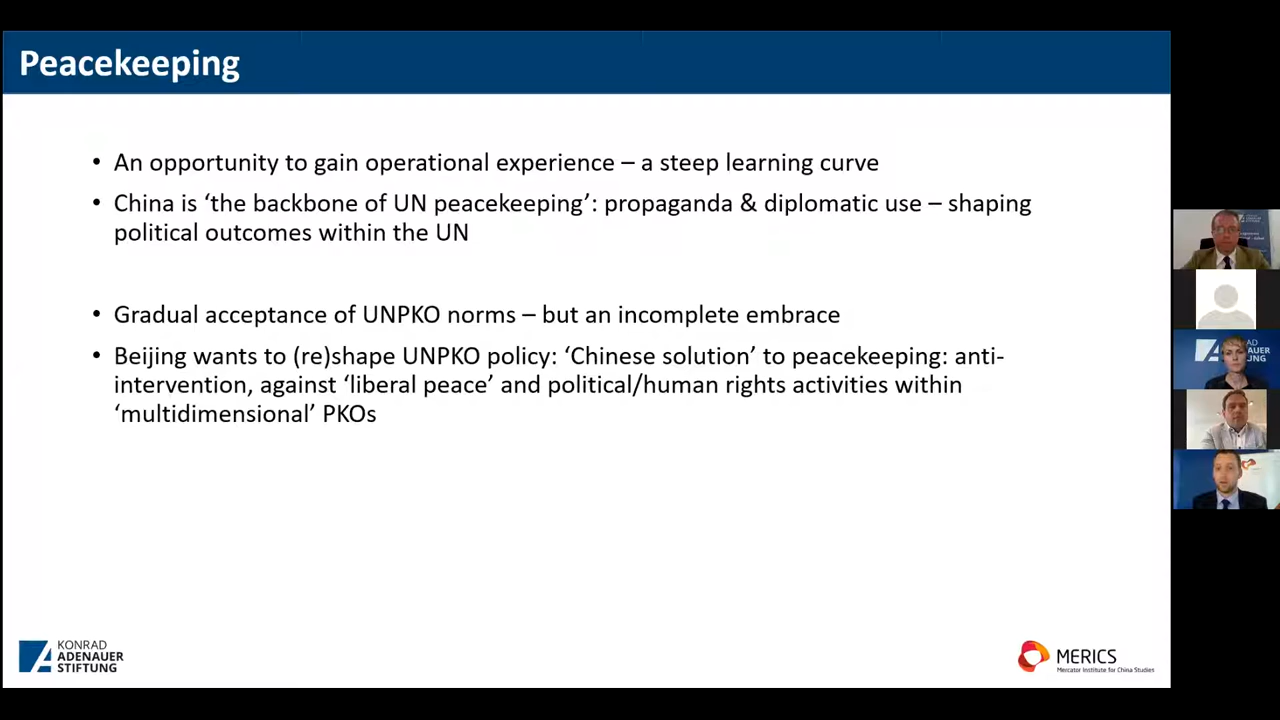 Peacekeeping
• An opportunity to gain operational experience – a steep learning curve
• China is ‘the backbone of UN peacekeeping’: propaganda & diplomatic use – shaping
political outcomes within the UN
• Gradual acceptance of UNPKO norms – but an incomplete embrace
• Beijing wants to (re)shape UNPKO policy: ‘Chinese solution’ to peacekeeping: anti-
intervention, against ‘liberal peace’ and political/human rights activities within
‘multidimensional’ PKOs
KONRAD
ADENAUER
STIFTUNG
MERICS
Mercator Institute for China Studies